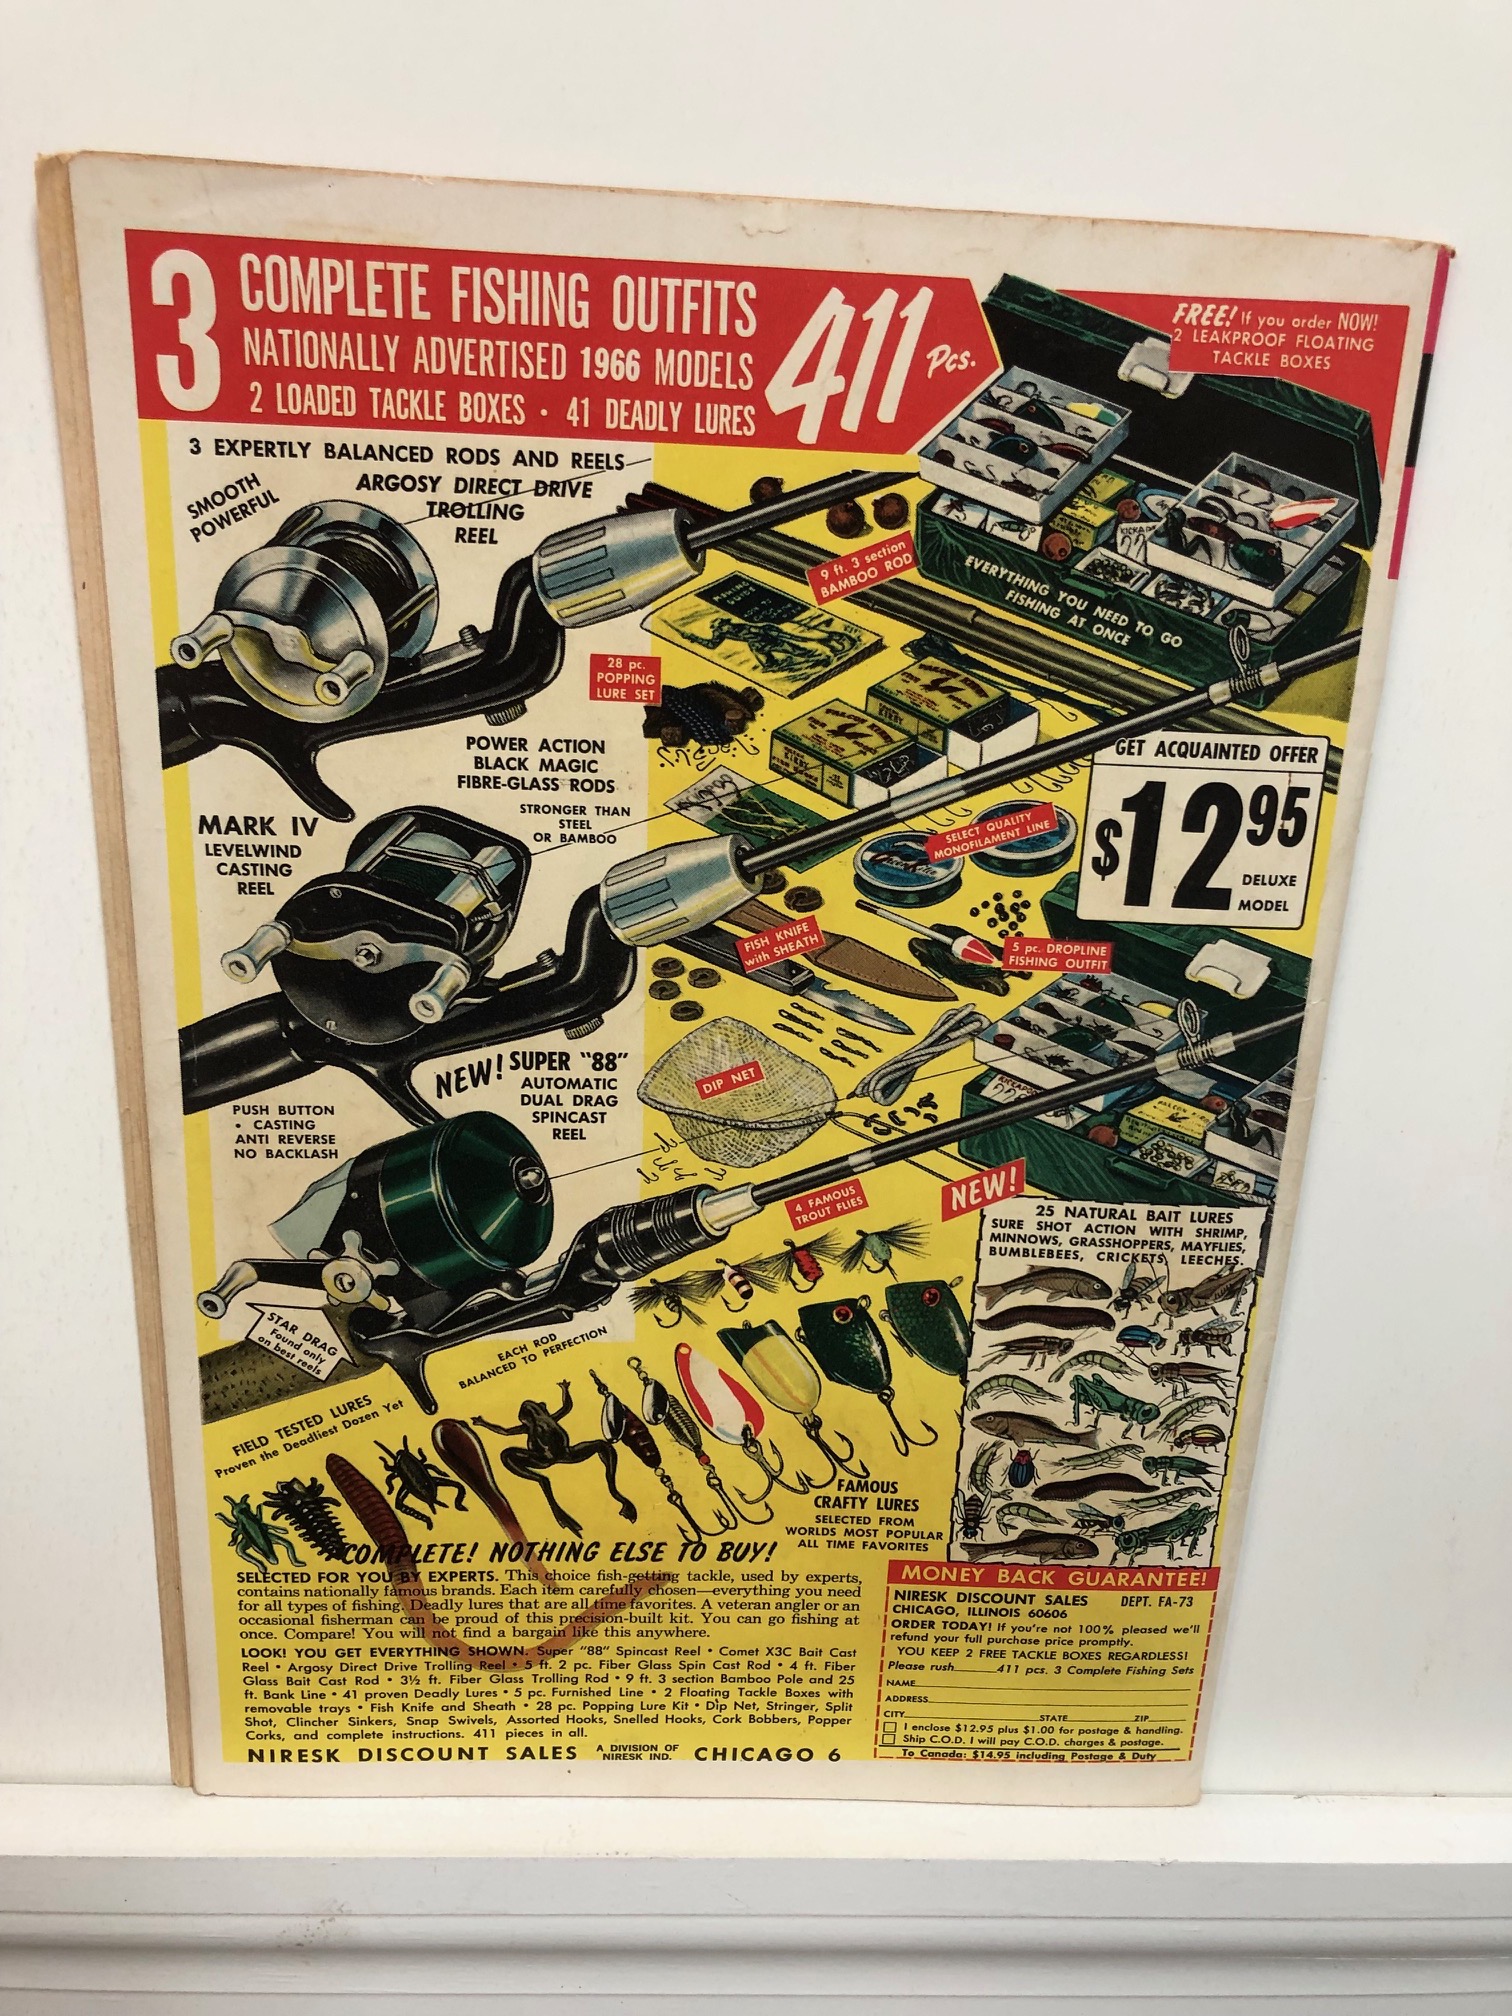 3
COMPLETE FISHING OUTFITS
NATIONALLY ADVERTISED 1966 MODELS
2 LOADED TACKLE BOXES • 41 DEADLY LURES
411 Pcs.
FREE! If you order NOW!
2 LEAKPROOF FLOATING
TACKLE BOXES
3 EXPERTLY BALANCED RODS AND REELS
SMOOTH
POWERFUL
ARGOSY DIRECT DRIVE
TROLLING
REEL
9 ft. 3 section
BAMBOO ROD
EVERYTHING YOU NEED TO GO
FISHING AT ONCE
28 pc.
POPPING
LURE SET
POWER ACTION
BLACK MAGIC
FIBRE-GLASS RODS
STRONGER THAN
STEEL
OR BAMBOO
GET ACQUAINTED OFFER
$12.95
DELUXE
MODEL
MARK IV
LEVELWIND
CASTING
REEL
SELECT QUALITY
MONOFILAMENT LINE
FISH KNIFE
with SHEATH
5 pc. DROPLINE
FISHING OUTFIT
NEW! SUPER "88"
AUTOMATIC
DUAL DRAG
SPINCAST
REEL
DIP NET
PUSH BUTTON
• CASTING
ANTI REVERSE
NO BACKLASH
4 FAMOUS
TROUT FLIES
NEW!
25 NATURAL BAIT LURES
SURE SHOT ACTION WITH SHRIMP,
MINNOWS, GRASSHOPPERS, MAYFLIES,
BUMBLEBEES, CRICKETS, LEECHES.
STAR DRAG
Found only
on best reels
EACH ROD
BALANCED TO PERFECTION
FIELD TESTED LURES
Proven the Deadliest Dozen Yet
FAMOUS
CRAFTY LURES
SELECTED FROM
WORLDS MOST POPULAR
ALL TIME FAVORITES
COMPLETE! NOTHING ELSE TO BUY!
SELECTED FOR YOU BY EXPERTS. This choice fish-getting tackle, used by experts,
contains nationally famous brands. Each item carefully chosen—everything you need
for all types of fishing. Deadly lures that are all time favorites. A veteran angler or an
occasional fisherman can be proud of this precision-built kit. You can go fishing at
once. Compare! You will not find a bargain like this anywhere.
LOOK! YOU GET EVERYTHING SHOWN. Super "88" Spincast Reel • Comet X3C Bait Cast
Reel • Argosy Direct Drive Trolling Reel • 5 ft. 2 pc. Fiber Glass Spin Cast Rod • 4 ft. Fiber
Glass Bait Cast Rod • 3½ ft. Fiber Glass Trolling Rod • 9 ft. 3 section Bamboo Pole and 25
ft. Bank Line • 41 proven Deadly Lures • 5 pc. Furnished Line • 2 Floating Tackle Boxes with
removable trays • Fish Knife and Sheath • 28 pc. Popping Lure Kit • Dip Net, Stringer, Split
Shot, Clincher Sinkers, Snap Swivels, Assorted Hooks, Snelled Hooks, Cork Bobbers, Popper
Corks, and complete instructions. 411 pieces in all.
NIRESK DISCOUNT SALES A DIVISION OF NIRESK IND. CHICAGO 6
MONEY BACK GUARANTEE!
NIRESK DISCOUNT SALES DEPT. FA-73
CHICAGO, ILLINOIS 60606
ORDER TODAY! If you're not 100% pleased we'll
refund your full purchase price promptly.
YOU KEEP 2 FREE TACKLE BOXES REGARDLESS!
Please rush 411 pcs. 3 Complete Fishing Sets
NAME
ADDRESS
CITY STATE ZIP
I enclose $12.95 plus $1.00 for postage & handling.
Ship C.O.D. I will pay C.O.D. charges & postage.
To Canada: $14.95 including Postage & Duty